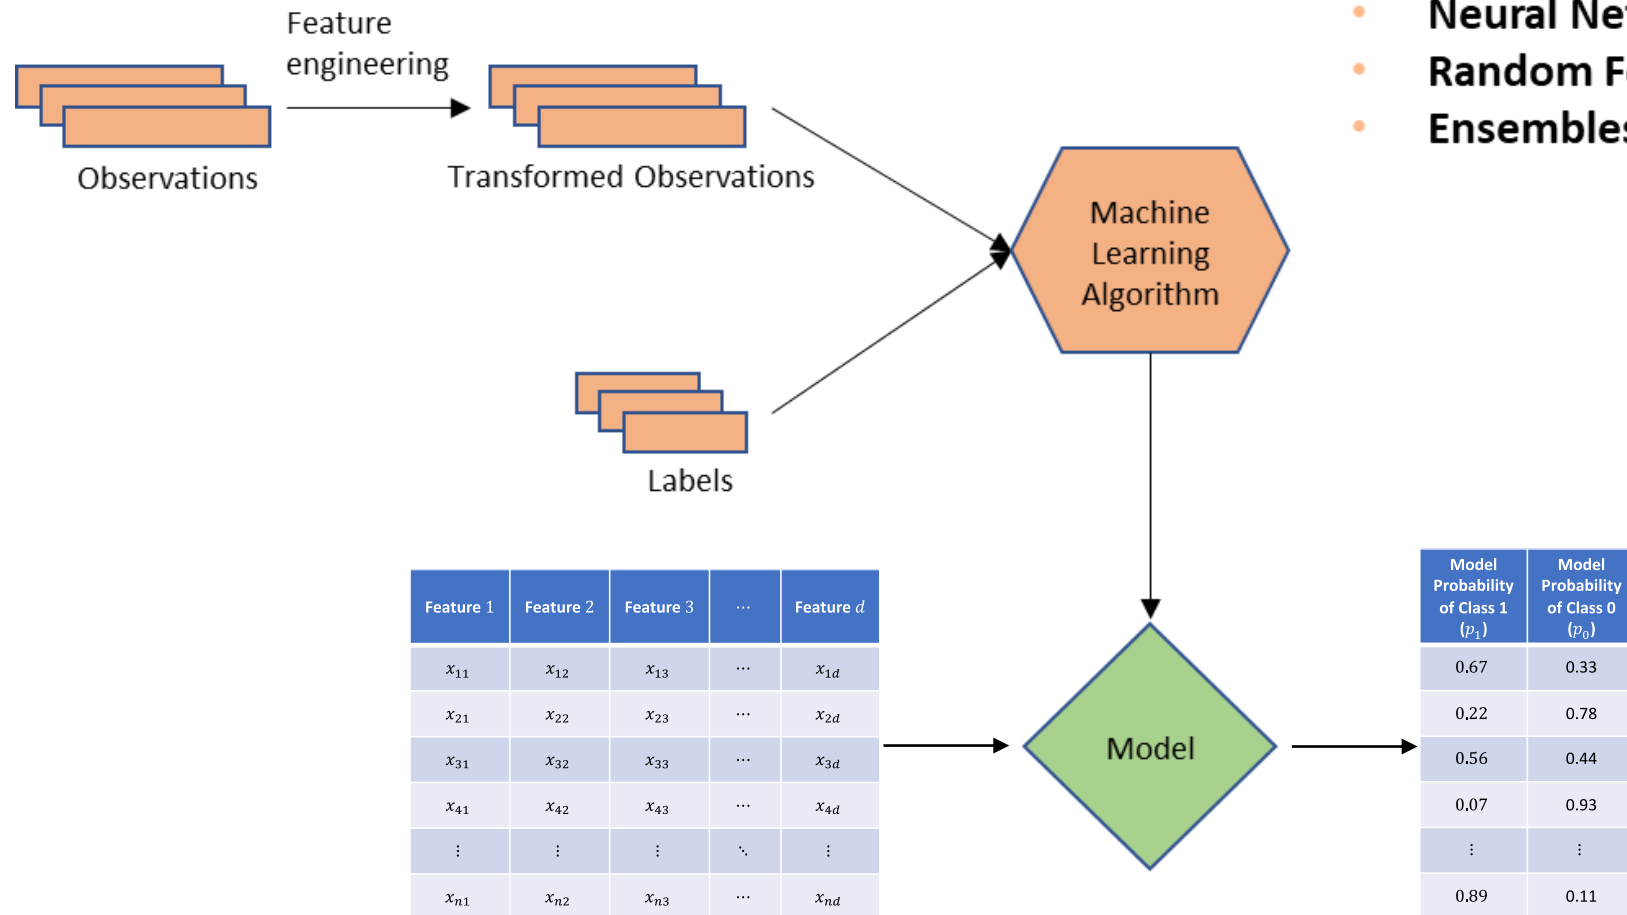 Feature
engineering
Observations
Transformed Observations
Neural
Random
Ensembles
Machine
Learning
Algorithm
Labels
Feature 1 Feature 2 Feature 3 ⋯ Feature d
x₁₁ x₁₂ x₁₃ ⋯ x₁d
x₂₁ x₂₂ x₂₃ ⋯ x₂d
x₃₁ x₃₂ x₃₃ ⋯ x₃d
x₄₁ x₄₂ x₄₃ ⋯ x₄d
⋮ ⋮ ⋮ ⋱ ⋮
xn₁ xn₂ xn₃ ⋯ xnd
Model
Model Model
Probability Probability
of Class 1 of Class 0
(p₁) (p₀)
0.67 0.33
0.22 0.78
0.56 0.44
0.07 0.93
⋮ ⋮
0.89 0.11